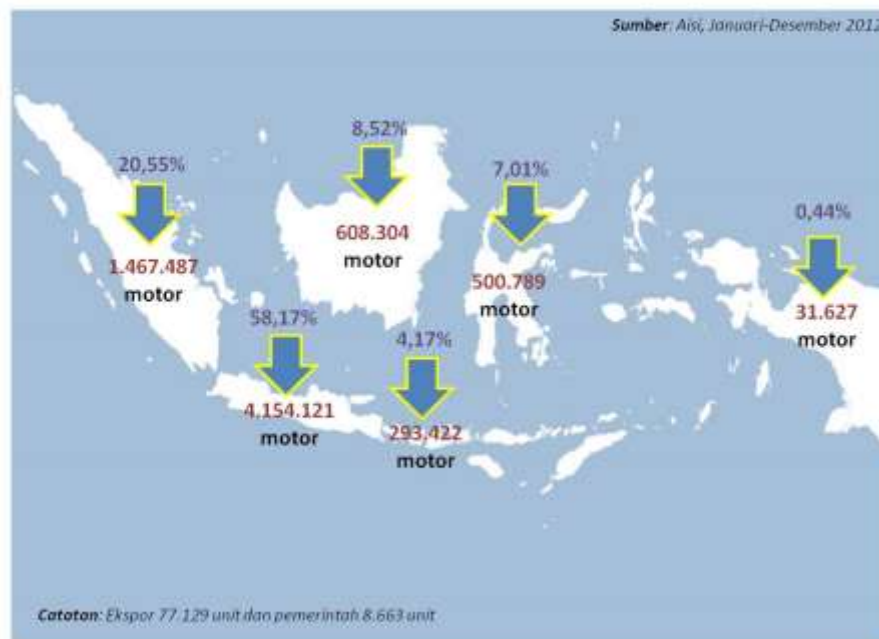 Sumber: Aisi, Januari-Desember 2012
8,52%
20,55%
7,01%
0,44%
608.304
motor
1.467.487
motor
500.789
motor
31.627
motor
58,17%
4,17%
4.154.121
motor
293,422
motor
Catatan: Ekspor 77.129 unit dan pemerintah 8.663 unit